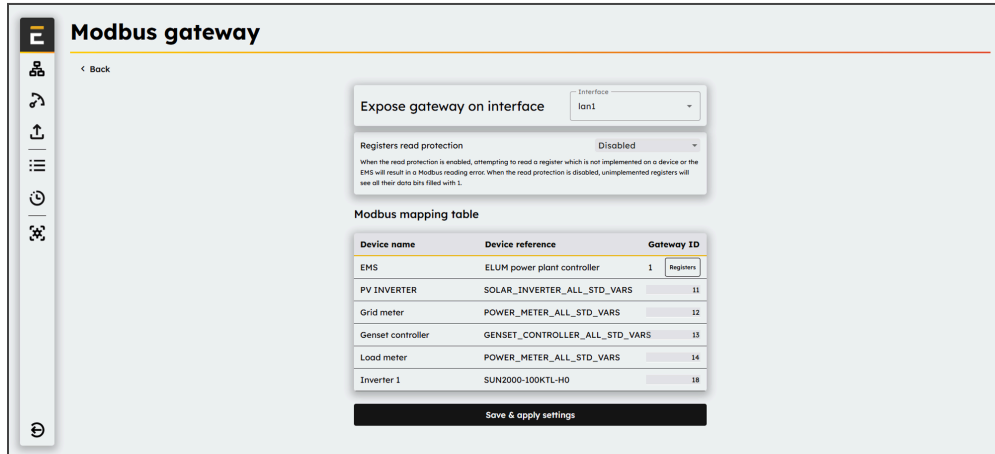 Modbus gateway
< Back
Interface
Expose gateway on interface lan1
Registers read protection Disabled
When the read protection is enabled, attempting to read a register which is not implemented on a device or the
EMS will result in a Modbus reading error. When the read protection is disabled, unimplemented registers will
see all their data bits filled with 1.
Modbus mapping table
Device name Device reference Gateway ID
EMS ELUM power plant controller 1 Registers
PV INVERTER SOLAR_INVERTER_ALL_STD_VARS 11
Grid meter POWER_METER_ALL_STD_VARS 12
Genset controller GENSET_CONTROLLER_ALL_STD_VARS 13
Load meter POWER_METER_ALL_STD_VARS 14
Inverter 1 SUN2000-100KTL-H0 18
Save & apply settings